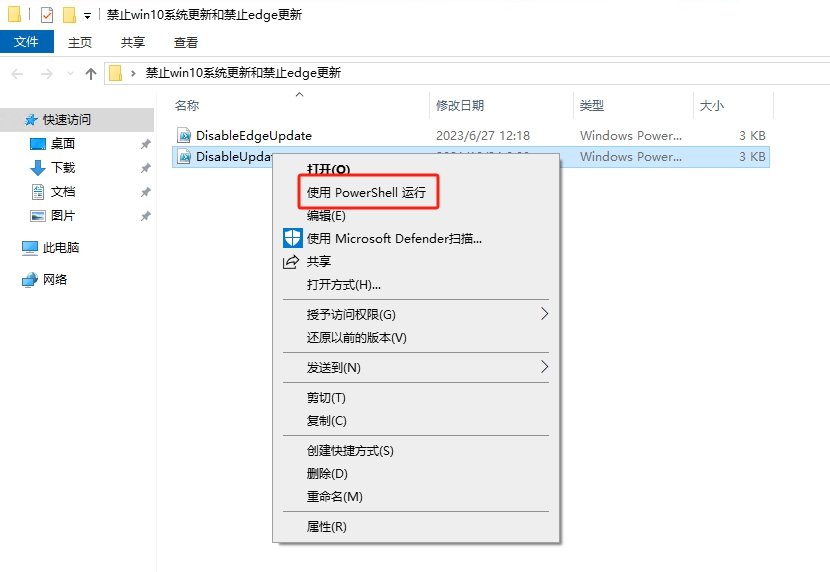 禁止win10系统更新和禁止edge更新
文件 主页 共享 查看
禁止win10系统更新和禁止edge更新
名称 修改日期 类型 大小
快速访问
桌面
下载
文档
图片
此电脑
网络
DisableEdgeUpdate 2023/6/27 12:18 Windows Power... 3 KB
DisableUpda Windows Power... 3 KB
打开(O)
使用 PowerShell 运行
编辑(E)
使用 Microsoft Defender扫描...
共享
打开方式(H)...
授予访问权限(G)
还原以前的版本(V)
发送到(N)
剪切(T)
复制(C)
创建快捷方式(S)
删除(D)
重命名(M)
属性(R)